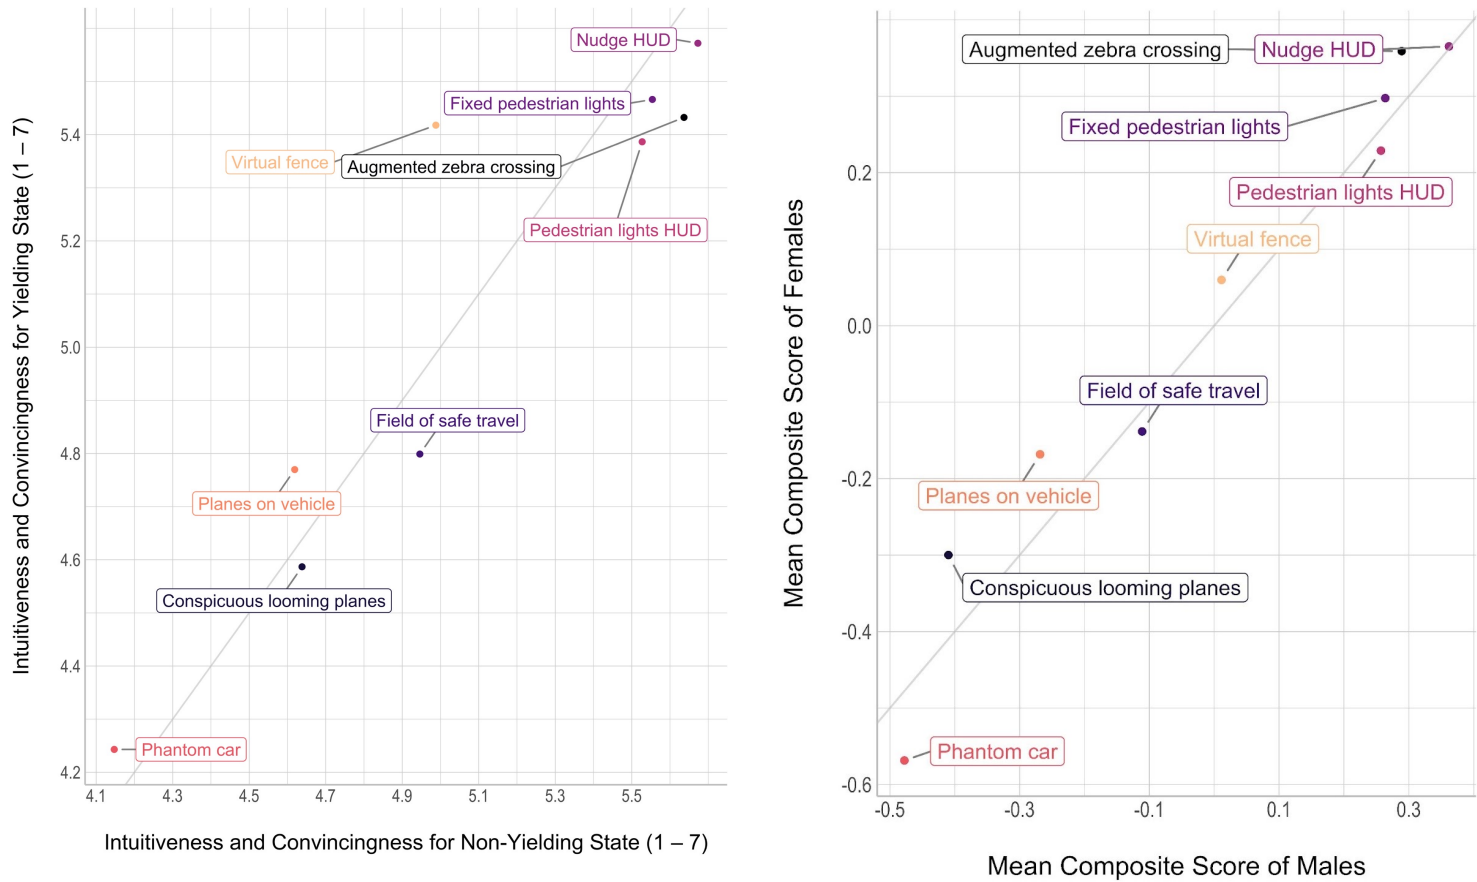 Intuitiveness and Convincingness for Yielding State (1 – 7)
Nudge HUD
Fixed pedestrian lights
Virtual fence
Augmented zebra crossing
Pedestrian lights HUD
Field of safe travel
Planes on vehicle
Conspicuous looming planes
Phantom car
5.4
5.2
5.0
4.8
4.6
4.4
4.2
4.1 4.3 4.5 4.7 4.9 5.1 5.3 5.5
Intuitiveness and Convincingness for Non-Yielding State (1 – 7)
Mean Composite Score of Females
Augmented zebra crossing
Nudge HUD
Fixed pedestrian lights
Pedestrian lights HUD
Virtual fence
Field of safe travel
Planes on vehicle
Conspicuous looming planes
Phantom car
0.2
0.0
-0.2
-0.4
-0.6
-0.5 -0.3 -0.1 0.1 0.3
Mean Composite Score of Males